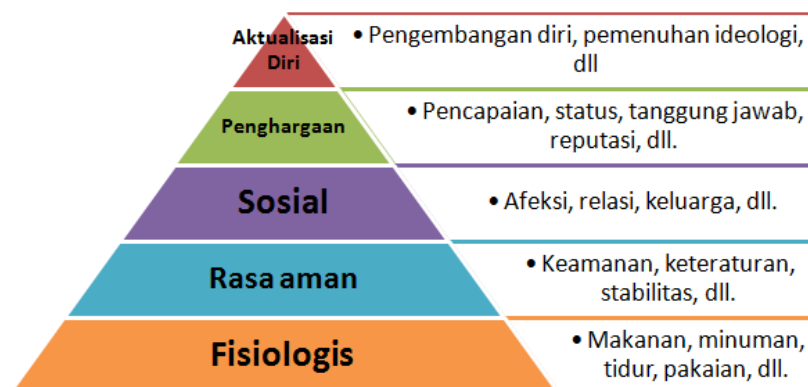 Aktualisasi
Diri
• Pengembangan diri, pemenuhan ideologi,
dll
Penghargaan
• Pencapaian, status, tanggung jawab,
reputasi, dll.
Sosial
• Afeksi, relasi, keluarga, dll.
Rasa aman
• Keamanan, keteraturan,
stabilitas, dll.
Fisiologis
• Makanan, minuman,
tidur, pakaian, dll.